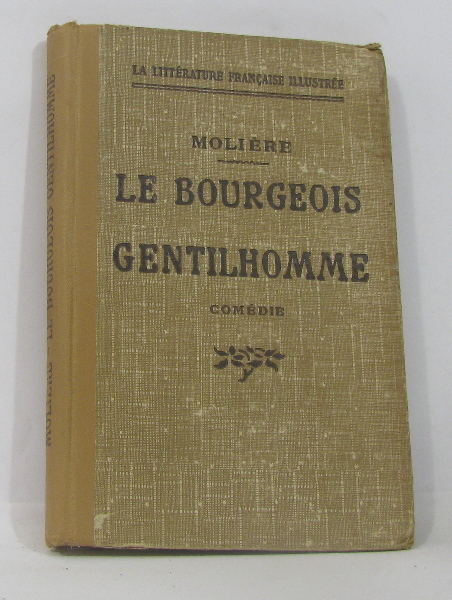 LA LITTÉRATURE FRANÇAISE ILLUSTRÉE
MOLIÈRE
LE BOURGEOIS
GENTILHOMME
COMÉDIE
MOLIÈRE - LE BOURGEOIS GENTILHOMME